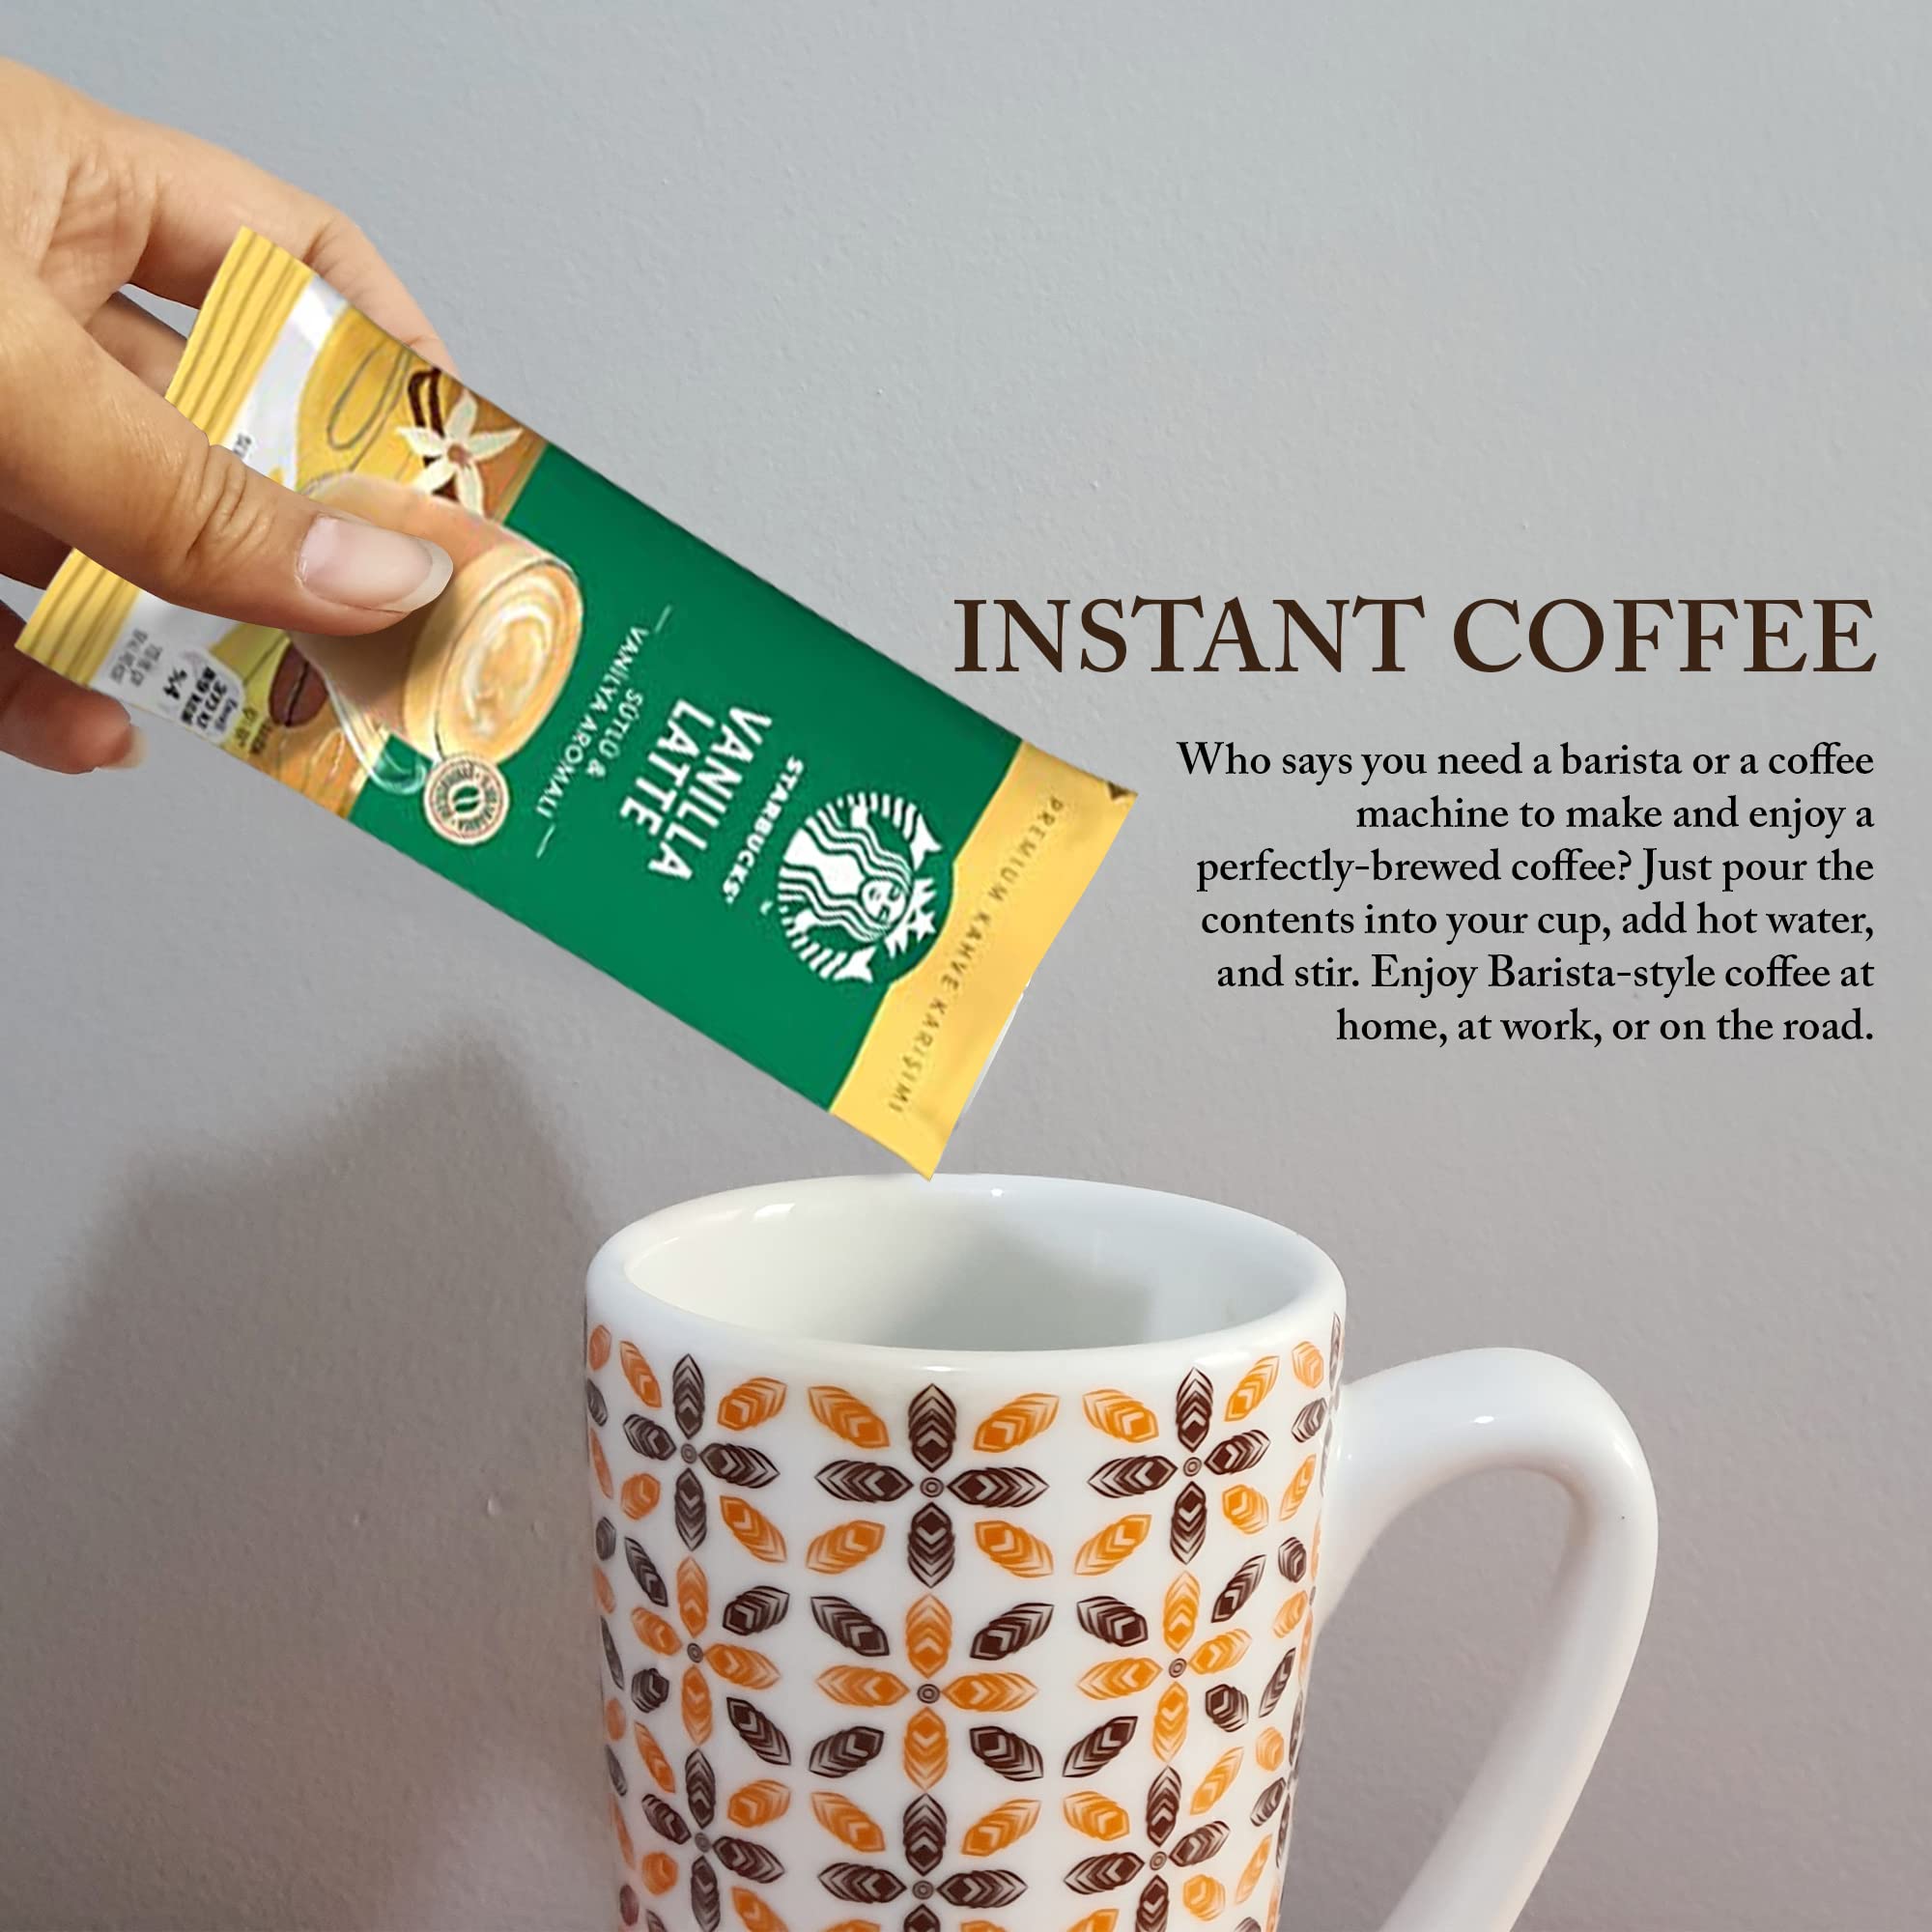 INSTANT COFFEE
Who says you need a barista or a coffee
machine to make and enjoy a
perfectly-brewed coffee? Just pour the
contents into your cup, add hot water,
and stir. Enjoy Barista-style coffee at
home, at work, or on the road.
PREMIUM KAHVE KARIŞIMI
STARBUCKS
VANILLA
LATTE
SÜTLÜ &
VANİLYA AROMALI